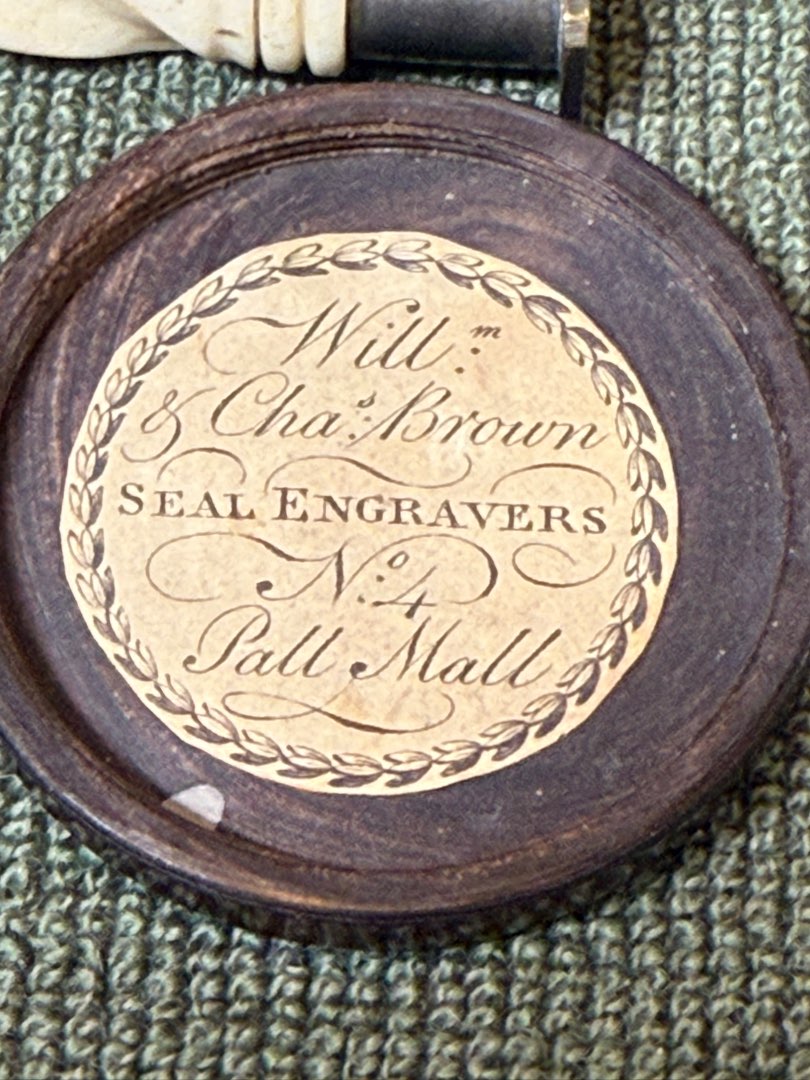 Will.m
& Cha.s Brown
SEAL ENGRAVERS
N.o 4
Pall Mall